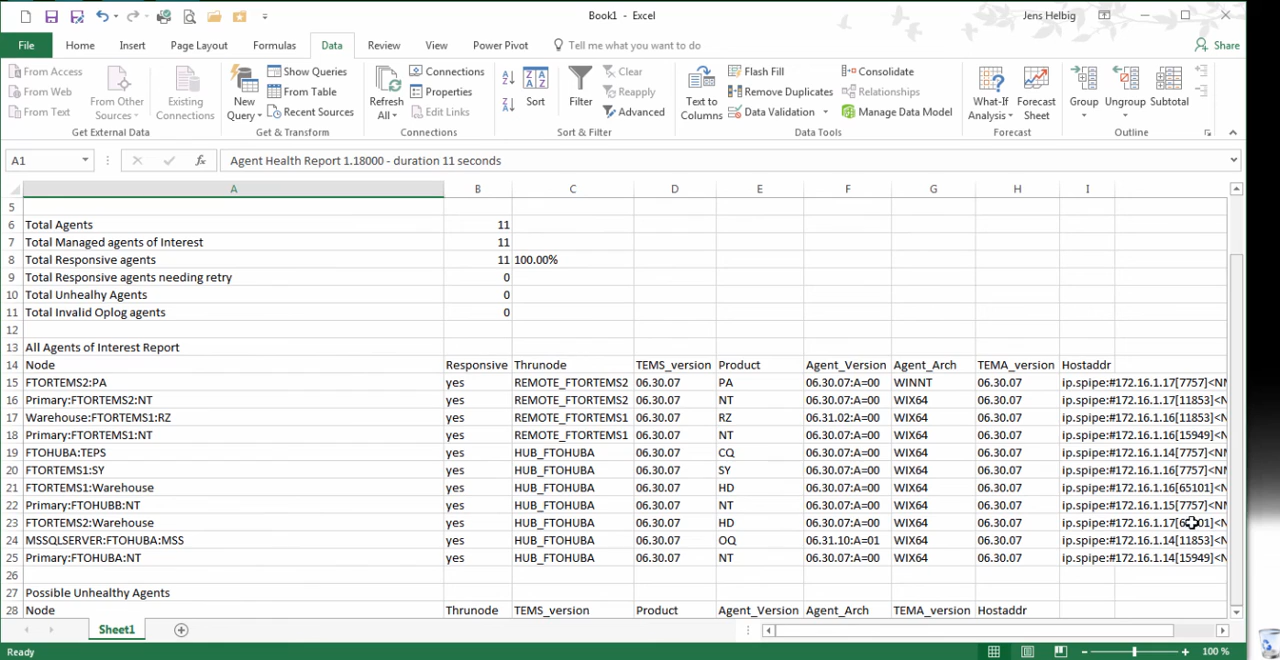 Book1 - Excel
Jens Helbig
File Home Insert Page Layout Formulas Data Review View Power Pivot Tell me what you want to do Share
From Access
From Web
From Text
From Other Sources
Existing Connections
Get External Data
New Query
Show Queries
From Table
Recent Sources
Get & Transform
Refresh All
Connections
Properties
Edit Links
Connections
Sort
Filter
Clear
Reapply
Advanced
Sort & Filter
Text to Columns
Flash Fill
Remove Duplicates
Data Validation
Consolidate
Relationships
Manage Data Model
Data Tools
What-If Analysis
Forecast Sheet
Forecast
Group
Ungroup
Subtotal
Outline
A1 fx Agent Health Report 1.18000 - duration 11 seconds
A B C D E F G H I
5
6 Total Agents 11
7 Total Managed agents of Interest 11
8 Total Responsive agents 11 100.00%
9 Total Responsive agents needing retry 0
10 Total Unhealhy Agents 0
11 Total Invalid Oplog agents 0
12
13 All Agents of Interest Report
14 Node Responsive Thrunode TEMS_version Product Agent_Version Agent_Arch TEMA_version Hostaddr
15 FTORTEMS2:PA yes REMOTE_FTORTEMS2 06.30.07 PA 06.30.07:A=00 WINNT 06.30.07 ip.spipe:#172.16.1.17[7757]<NM
16 Primary:FTORTEMS2:NT yes REMOTE_FTORTEMS2 06.30.07 NT 06.30.07:A=00 WIX64 06.30.07 ip.spipe:#172.16.1.17[11853]<N
17 Warehouse:FTORTEMS1:RZ yes REMOTE_FTORTEMS1 06.30.07 RZ 06.31.02:A=00 WIX64 06.30.07 ip.spipe:#172.16.1.16[11853]<N
18 Primary:FTORTEMS1:NT yes REMOTE_FTORTEMS1 06.30.07 NT 06.30.07:A=00 WIX64 06.30.07 ip.spipe:#172.16.1.16[15949]<N
19 FTOHUBA:TEPS yes HUB_FTOHUBA 06.30.07 CQ 06.30.07:A=00 WIX64 06.30.07 ip.spipe:#172.16.1.14[7757]<NM
20 FTORTEMS1:SY yes HUB_FTOHUBA 06.30.07 SY 06.30.07:A=00 WIX64 06.30.07 ip.spipe:#172.16.1.16[7757]<NM
21 FTORTEMS1:Warehouse yes HUB_FTOHUBA 06.30.07 HD 06.30.07:A=00 WIX64 06.30.07 ip.spipe:#172.16.1.16[65101]<N
22 Primary:FTOHUBB:NT yes HUB_FTOHUBA 06.30.07 NT 06.30.07:A=00 WIX64 06.30.07 ip.spipe:#172.16.1.15[7757]<NM
23 FTORTEMS2:Warehouse yes HUB_FTOHUBA 06.30.07 HD 06.30.07:A=00 WIX64 06.30.07
24 MSSQLSERVER:FTOHUBA:MSS yes HUB_FTOHUBA 06.30.07 OQ 06.31.10:A=01 WIX64 06.30.07 ip.spipe:#172.16.1.14[11853]<N
25 Primary:FTOHUBA:NT yes HUB_FTOHUBA 06.30.07 NT 06.30.07:A=00 WIX64 06.30.07 ip.spipe:#172.16.1.14[15949]<N
26
27 Possible Unhealthy Agents
28 Node Thrunode TEMS_version Product Agent_Version Agent_Arch TEMA_version Hostaddr
Sheet1
Ready 100 %